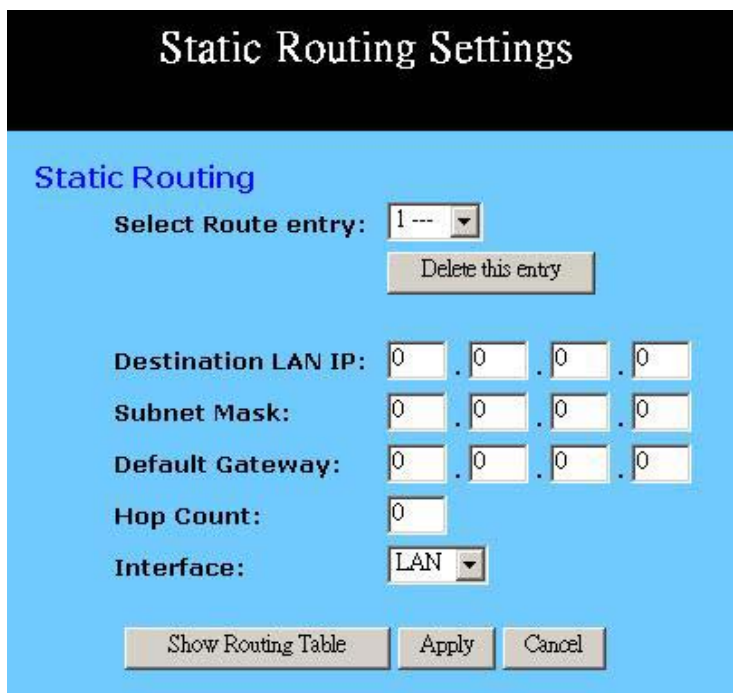 Static Routing Settings
Static Routing
Select Route entry: 1 ---
Delete this entry
Destination LAN IP: 0 . 0 . 0 . 0
Subnet Mask: 0 . 0 . 0 . 0
Default Gateway: 0 . 0 . 0 . 0
Hop Count: 0
Interface: LAN
Show Routing Table Apply Cancel